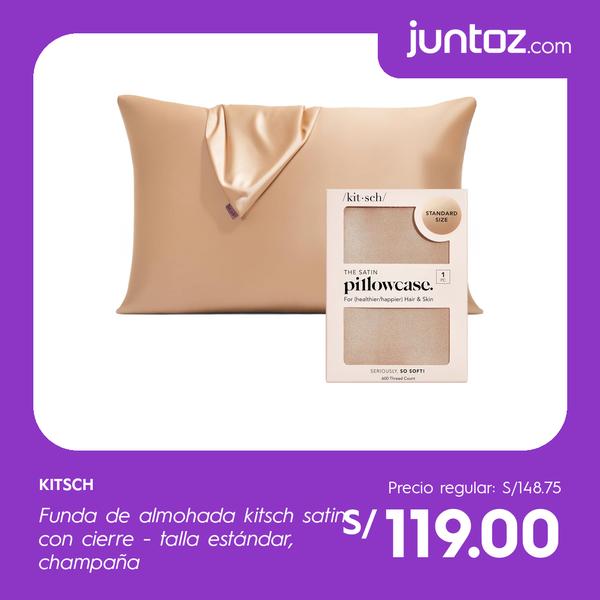 juntoz.com
/kit·sch/
STANDARD
SIZE
THE SATIN
pillowcase.
1
PC
For (healthier/happier) Hair & Skin
SERIOUSLY, SO SOFT!
600 Thread Count
KITSCH
Precio regular: S/148.75
Funda de almohada kitsch satin
con cierre - talla estándar,
champaña
S/119.00